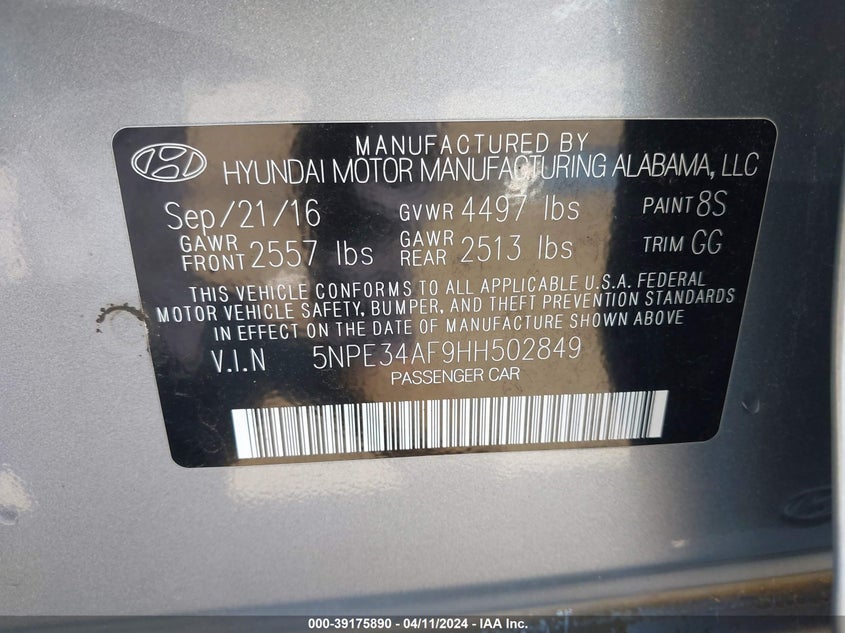 MANUFACTURED BY
HYUNDAI MOTOR MANUFACTURING ALABAMA, LLC
Sep/21/16 GVWR 4497 lbs PAINT 8S
GAWR FRONT 2557 lbs GAWR REAR 2513 lbs TRIM GG
THIS VEHICLE CONFORMS TO ALL APPLICABLE U.S.A. FEDERAL
MOTOR VEHICLE SAFETY, BUMPER, AND THEFT PREVENTION STANDARDS
IN EFFECT ON THE DATE OF MANUFACTURE SHOWN ABOVE
V.I.N 5NPE34AF9HH502849
PASSENGER CAR
000-39175890 - 04/11/2024 - IAA Inc.